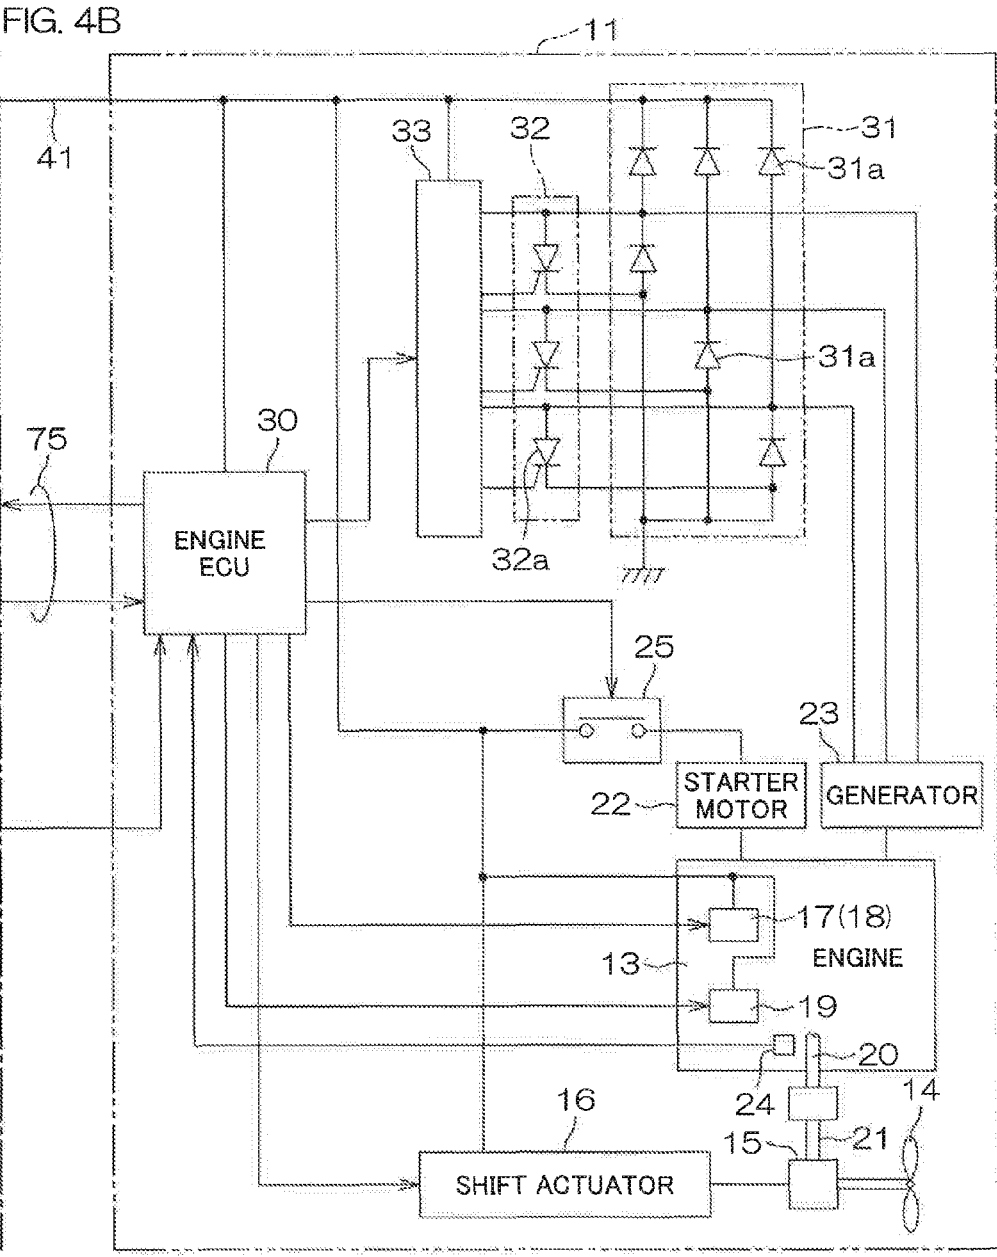 FIG. 4B
11
41
33
32
31
31a
31a
75
30
ENGINE
ECU
32a
25
23
22
STARTER
MOTOR
GENERATOR
17(18)
13
ENGINE
19
20
24
14
16
15
21
SHIFT ACTUATOR